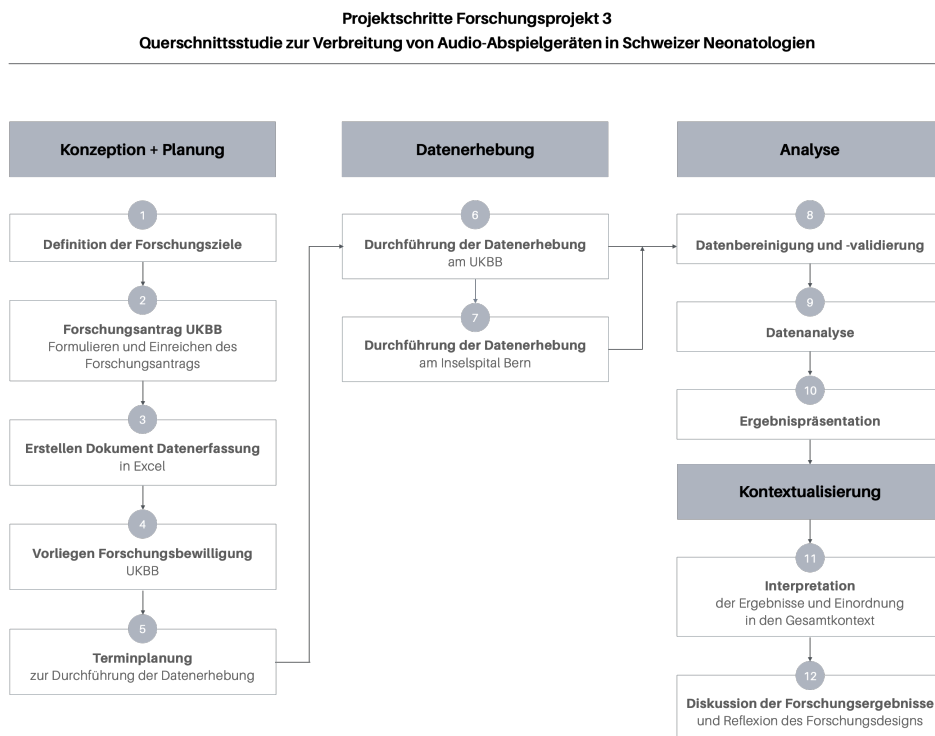 Projektschritte Forschungsprojekt 3
Querschnittsstudie zur Verbreitung von Audio-Abspielgeräten in Schweizer Neonatologien
Konzeption + Planung
1
Definition der Forschungsziele
2
Forschungsantrag UKBB
Formulieren und Einreichen des
Forschungsantrags
3
Erstellen Dokument Datenerfassung
in Excel
4
Vorliegen Forschungsbewilligung
UKBB
5
Terminplanung
zur Durchführung der Datenerhebung
Datenerhebung
6
Durchführung der Datenerhebung
am UKBB
7
Durchführung der Datenerhebung
am Inselspital Bern
Analyse
8
Datenbereinigung und -validierung
9
Datenanalyse
10
Ergebnispräsentation
Kontextualisierung
11
Interpretation
der Ergebnisse und Einordnung
in den Gesamtkontext
12
Diskussion der Forschungsergebnisse
und Reflexion des Forschungsdesigns